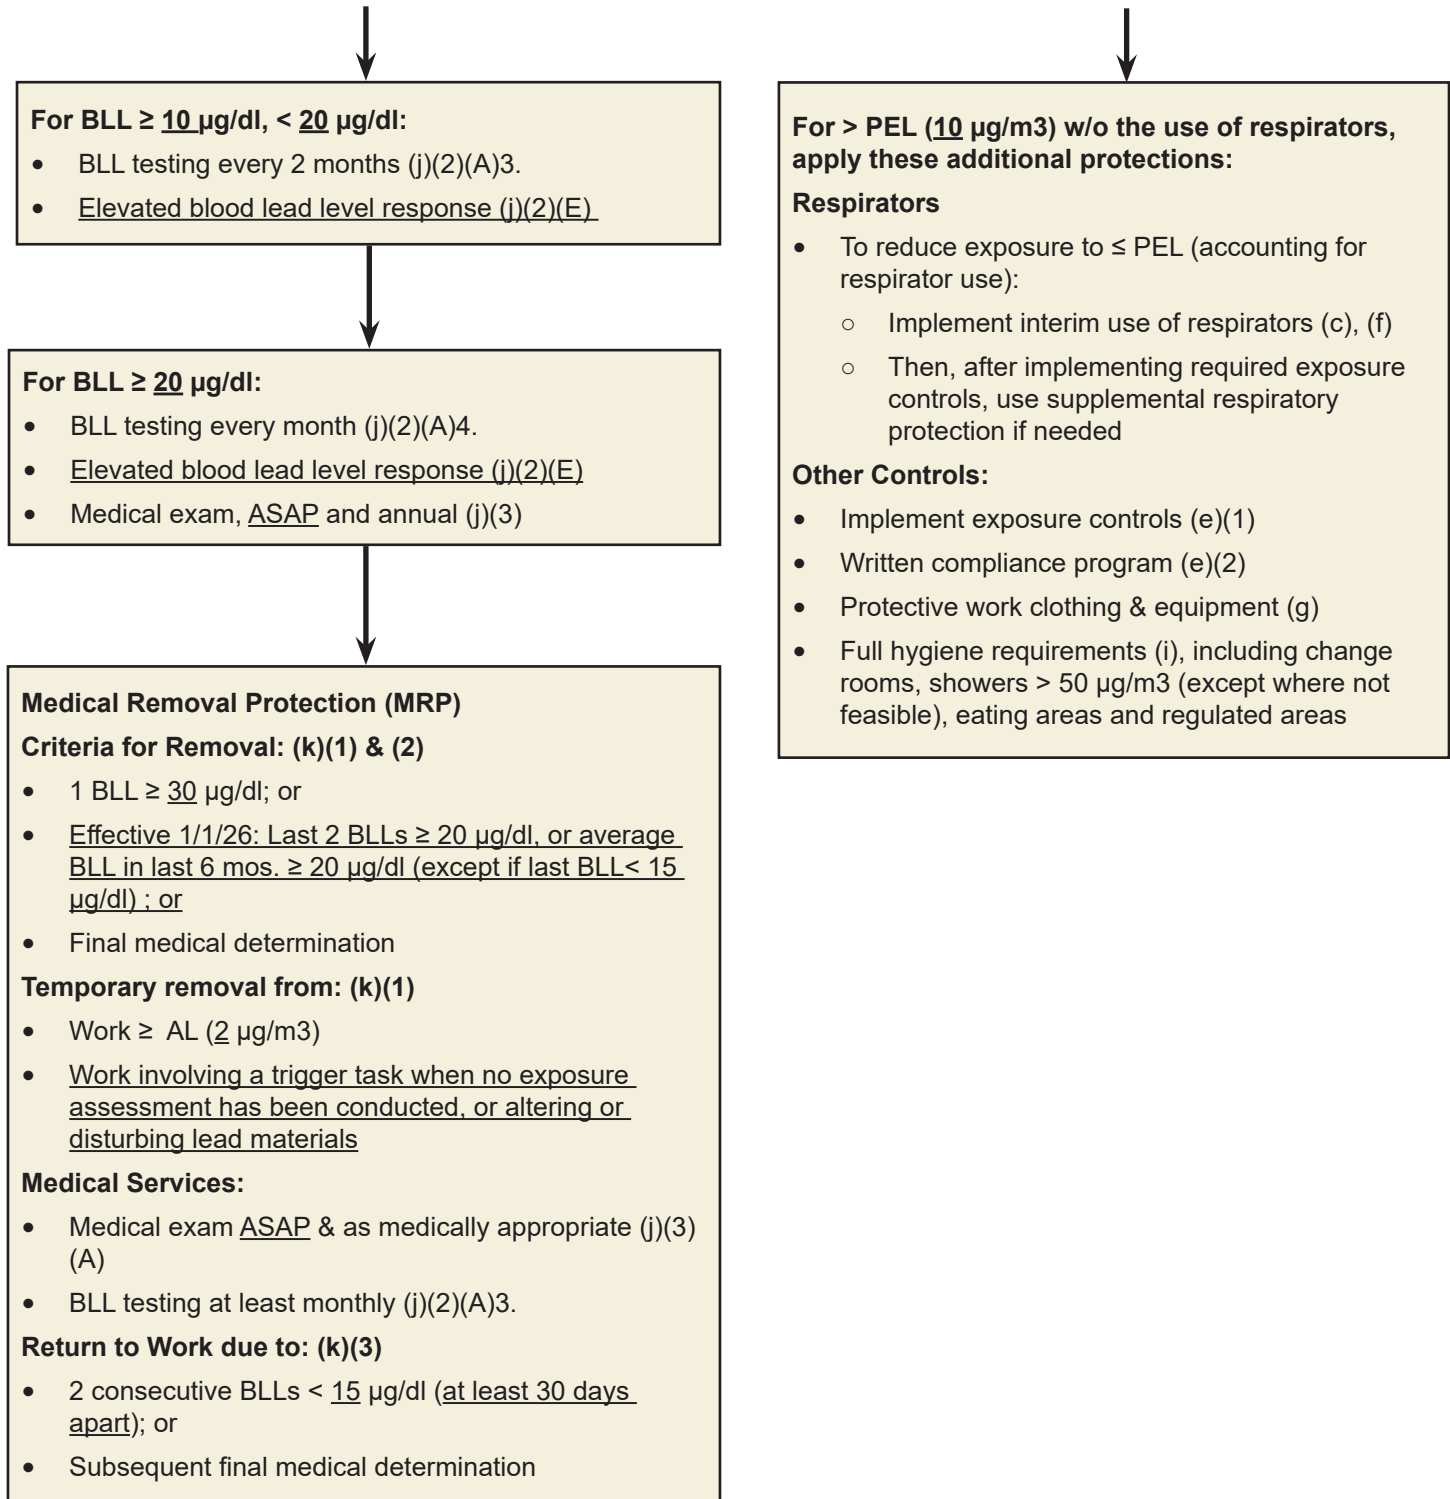 For BLL ≥ 10 µg/dl, < 20 µg/dl:
• BLL testing every 2 months (j)(2)(A)3.
• Elevated blood lead level response (j)(2)(E)
For BLL ≥ 20 µg/dl:
• BLL testing every month (j)(2)(A)4.
• Elevated blood lead level response (j)(2)(E)
• Medical exam, ASAP and annual (j)(3)
Medical Removal Protection (MRP)
Criteria for Removal: (k)(1) & (2)
• 1 BLL ≥ 30 µg/dl; or
• Effective 1/1/26: Last 2 BLLs ≥ 20 µg/dl, or average
BLL in last 6 mos. ≥ 20 µg/dl (except if last BLL< 15
µg/dl) ; or
• Final medical determination
Temporary removal from: (k)(1)
• Work ≥ AL (2 µg/m3)
• Work involving a trigger task when no exposure
assessment has been conducted, or altering or
disturbing lead materials
Medical Services:
• Medical exam ASAP & as medically appropriate (j)(3)
(A)
• BLL testing at least monthly (j)(2)(A)3.
Return to Work due to: (k)(3)
• 2 consecutive BLLs < 15 µg/dl (at least 30 days
apart); or
• Subsequent final medical determination
For > PEL (10 µg/m3) w/o the use of respirators,
apply these additional protections:
Respirators
• To reduce exposure to ≤ PEL (accounting for
respirator use):
○ Implement interim use of respirators (c), (f)
○ Then, after implementing required exposure
controls, use supplemental respiratory
protection if needed
Other Controls:
• Implement exposure controls (e)(1)
• Written compliance program (e)(2)
• Protective work clothing & equipment (g)
• Full hygiene requirements (i), including change
rooms, showers > 50 µg/m3 (except where not
feasible), eating areas and regulated areas